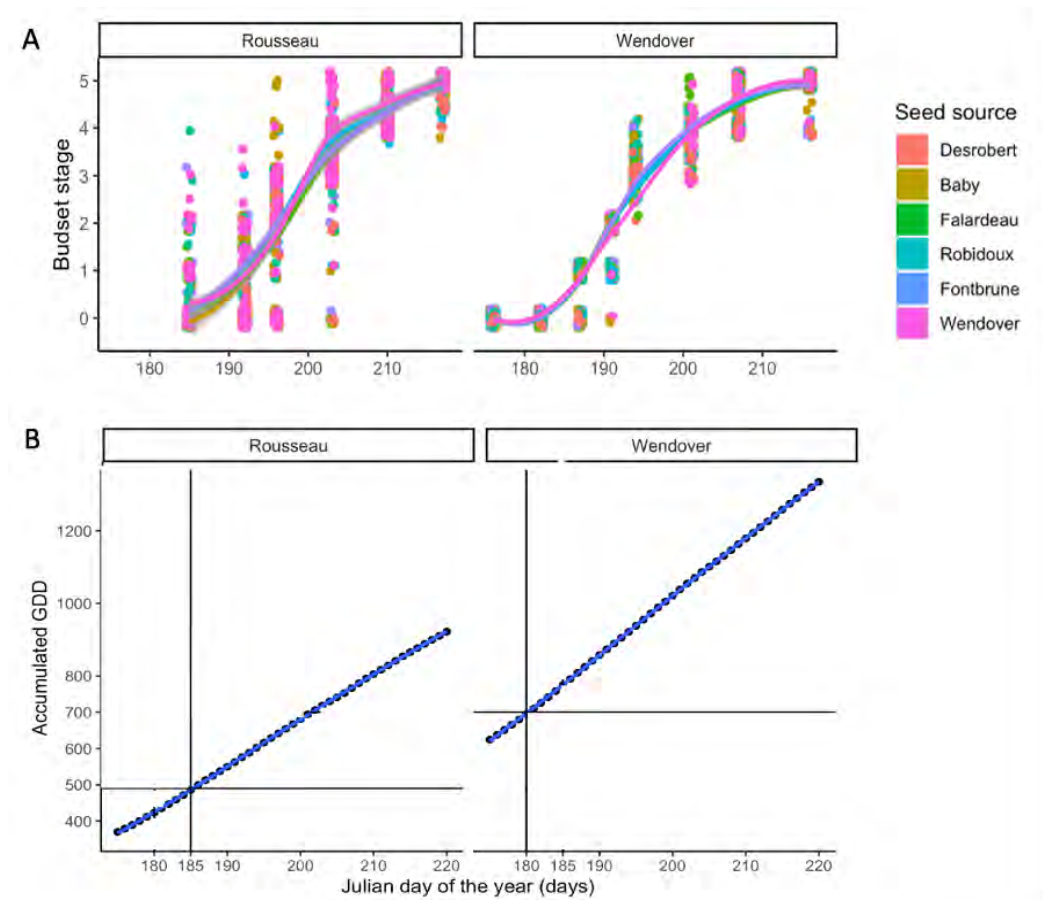 A
Rousseau
Wendover
Budset stage
5
4
3
2
1
0
180 190 200 210
180 190 200 210
Seed source
Desrobert
Baby
Falardeau
Robidoux
Fontbrune
Wendover
B
Rousseau
Wendover
Accumulated GDD
1200
1000
800
700
600
500
400
180 185 190 200 210 220
180 185 190 200 210 220
Julian day of the year (days)